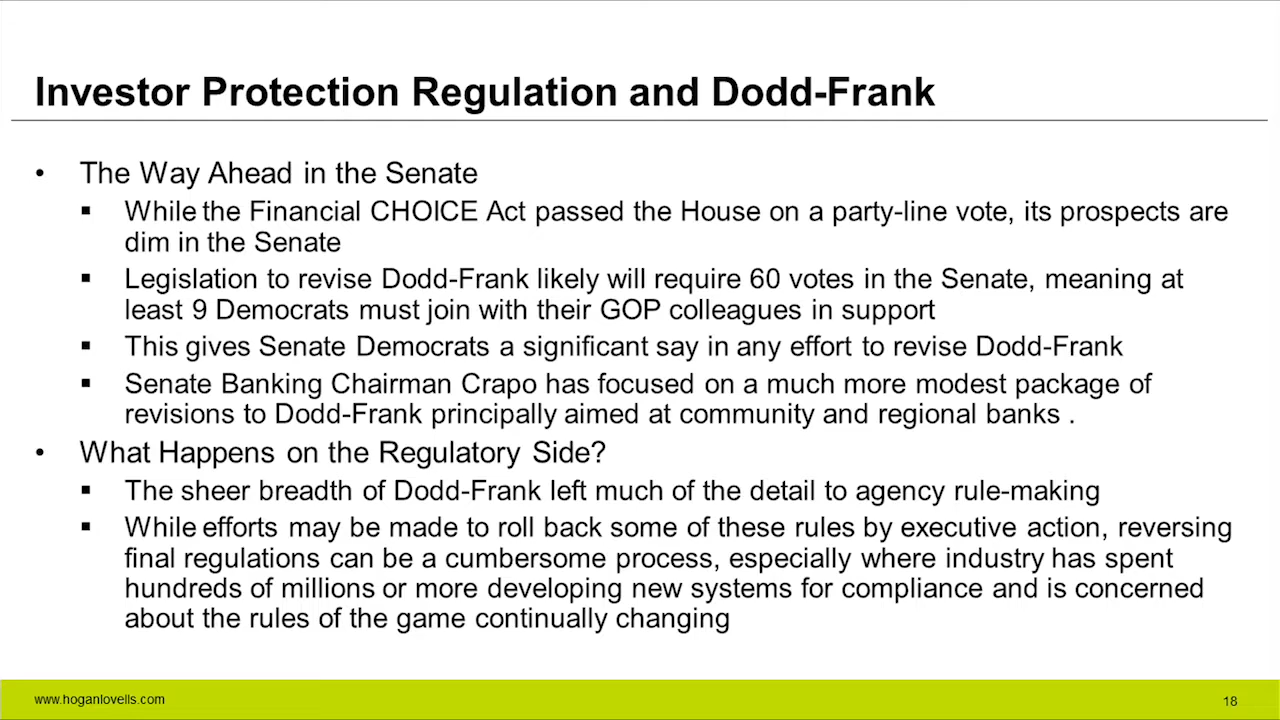 Investor Protection Regulation and Dodd-Frank
• The Way Ahead in the Senate
▪ While the Financial CHOICE Act passed the House on a party-line vote, its prospects are
dim in the Senate
▪ Legislation to revise Dodd-Frank likely will require 60 votes in the Senate, meaning at
least 9 Democrats must join with their GOP colleagues in support
▪ This gives Senate Democrats a significant say in any effort to revise Dodd-Frank
▪ Senate Banking Chairman Crapo has focused on a much more modest package of
revisions to Dodd-Frank principally aimed at community and regional banks .
• What Happens on the Regulatory Side?
▪ The sheer breadth of Dodd-Frank left much of the detail to agency rule-making
▪ While efforts may be made to roll back some of these rules by executive action, reversing
final regulations can be a cumbersome process, especially where industry has spent
hundreds of millions or more developing new systems for compliance and is concerned
about the rules of the game continually changing
www.hoganlovells.com
18